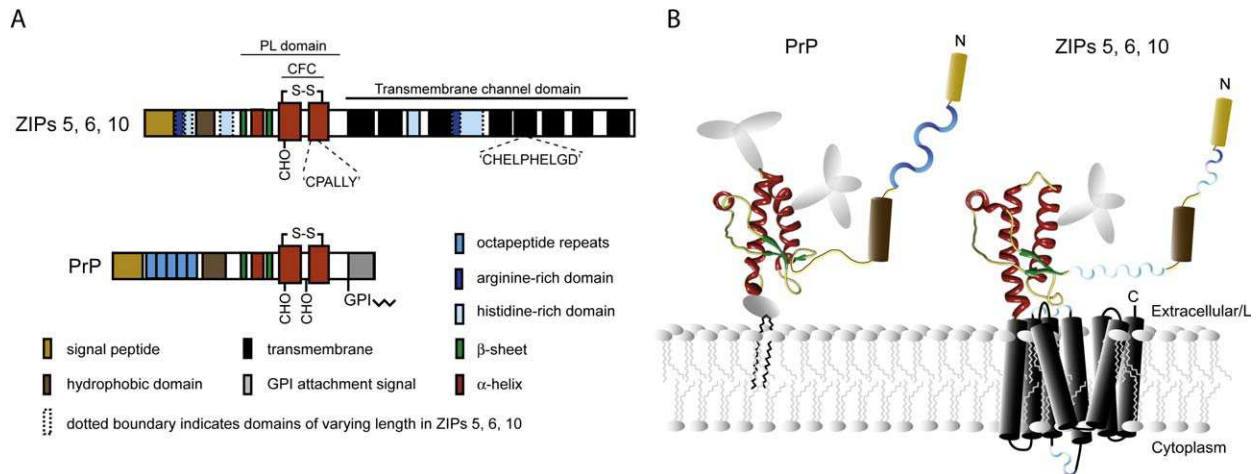 A
PL domain
CFC
S-S
Transmembrane channel domain
ZIPs 5, 6, 10
CHO
'CPALLY'
'CHELPHELGD'
S-S
PrP
CHO
CHO
GPI
octapeptide repeats
arginine-rich domain
histidine-rich domain
signal peptide
transmembrane
β-sheet
hydrophobic domain
GPI attachment signal
α-helix
dotted boundary indicates domains of varying length in ZIPs 5, 6, 10
B
PrP
ZIPs 5, 6, 10
N
N
C
Extracellular/L
Cytoplasm